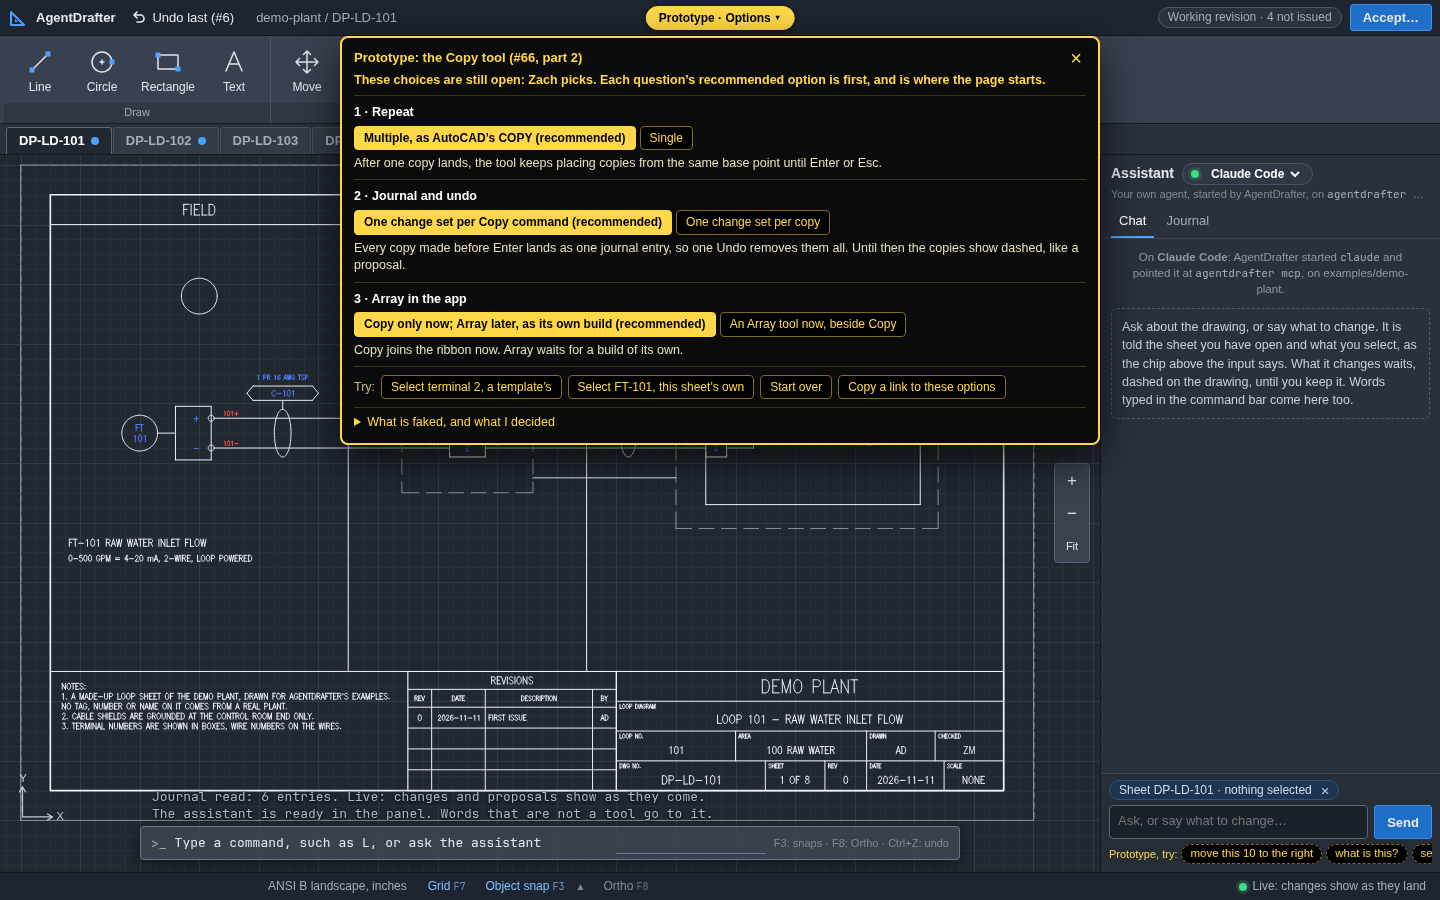 AgentDrafter
Undo last (#6)
demo-plant / DP-LD-101
Prototype · Options ▾
Working revision · 4 not issued
Accept…
Line
Circle
Rectangle
Text
Move
Draw
DP-LD-101
DP-LD-102
DP-LD-103
Prototype: the Copy tool (#66, part 2)
×
These choices are still open: Zach picks. Each question's recommended option is first, and is where the page starts.
1 · Repeat
Multiple, as AutoCAD's COPY (recommended)
Single
After one copy lands, the tool keeps placing copies from the same base point until Enter or Esc.
2 · Journal and undo
One change set per Copy command (recommended)
One change set per copy
Every copy made before Enter lands as one journal entry, so one Undo removes them all. Until then the copies show dashed, like a
proposal.
3 · Array in the app
Copy only now; Array later, as its own build (recommended)
An Array tool now, beside Copy
Copy joins the ribbon now. Array waits for a build of its own.
Try:
Select terminal 2, a template's
Select FT-101, this sheet's own
Start over
Copy a link to these options
What is faked, and what I decided
FIELD
1 PR 16 AWG TSP
C-101
FT
101
+
−
101+
101-
2
2
FT-101 RAW WATER INLET FLOW
0-500 GPM = 4-20 mA, 2-WIRE, LOOP POWERED
+
−
Fit
NOTES:
1. A MADE-UP LOOP SHEET OF THE DEMO PLANT, DRAWN FOR AGENTDRAFTER'S EXAMPLES.
NO TAG, NUMBER OR NAME ON IT COMES FROM A REAL PLANT.
2. CABLE SHIELDS ARE GROUNDED AT THE CONTROL ROOM END ONLY.
3. TERMINAL NUMBERS ARE SHOWN IN BOXES, WIRE NUMBERS ON THE WIRES.
REVISIONS
REV
DATE
DESCRIPTION
BY
0
2026-11-11
FIRST ISSUE
AD
DEMO PLANT
LOOP DIAGRAM
LOOP 101 - RAW WATER INLET FLOW
LOOP NO.
101
AREA
100 RAW WATER
DRAWN
AD
CHECKED
ZM
DWG NO.
DP-LD-101
SHEET
1 OF 8
REV
0
DATE
2026-11-11
SCALE
NONE
Y
X
Journal read: 6 entries. Live: changes and proposals show as they come.
The assistant is ready in the panel. Words that are not a tool go to it.
>_ Type a command, such as L, or ask the assistant
F3: snaps · F8: Ortho · Ctrl+Z: undo
ANSI B landscape, inches
Grid F7
Object snap F3
▲
Ortho F8
Live: changes show as they land
Assistant
Claude Code
Your own agent, started by AgentDrafter, on agentdrafter …
Chat
Journal
On Claude Code: AgentDrafter started claude and
pointed it at agentdrafter mcp, on examples/demo-
plant.
Ask about the drawing, or say what to change. It is
told the sheet you have open and what you select, as
the chip above the input says. What it changes waits,
dashed on the drawing, until you keep it. Words
typed in the command bar come here too.
Sheet DP-LD-101 · nothing selected ×
Ask, or say what to change…
Send
Prototype, try:
move this 10 to the right
what is this?